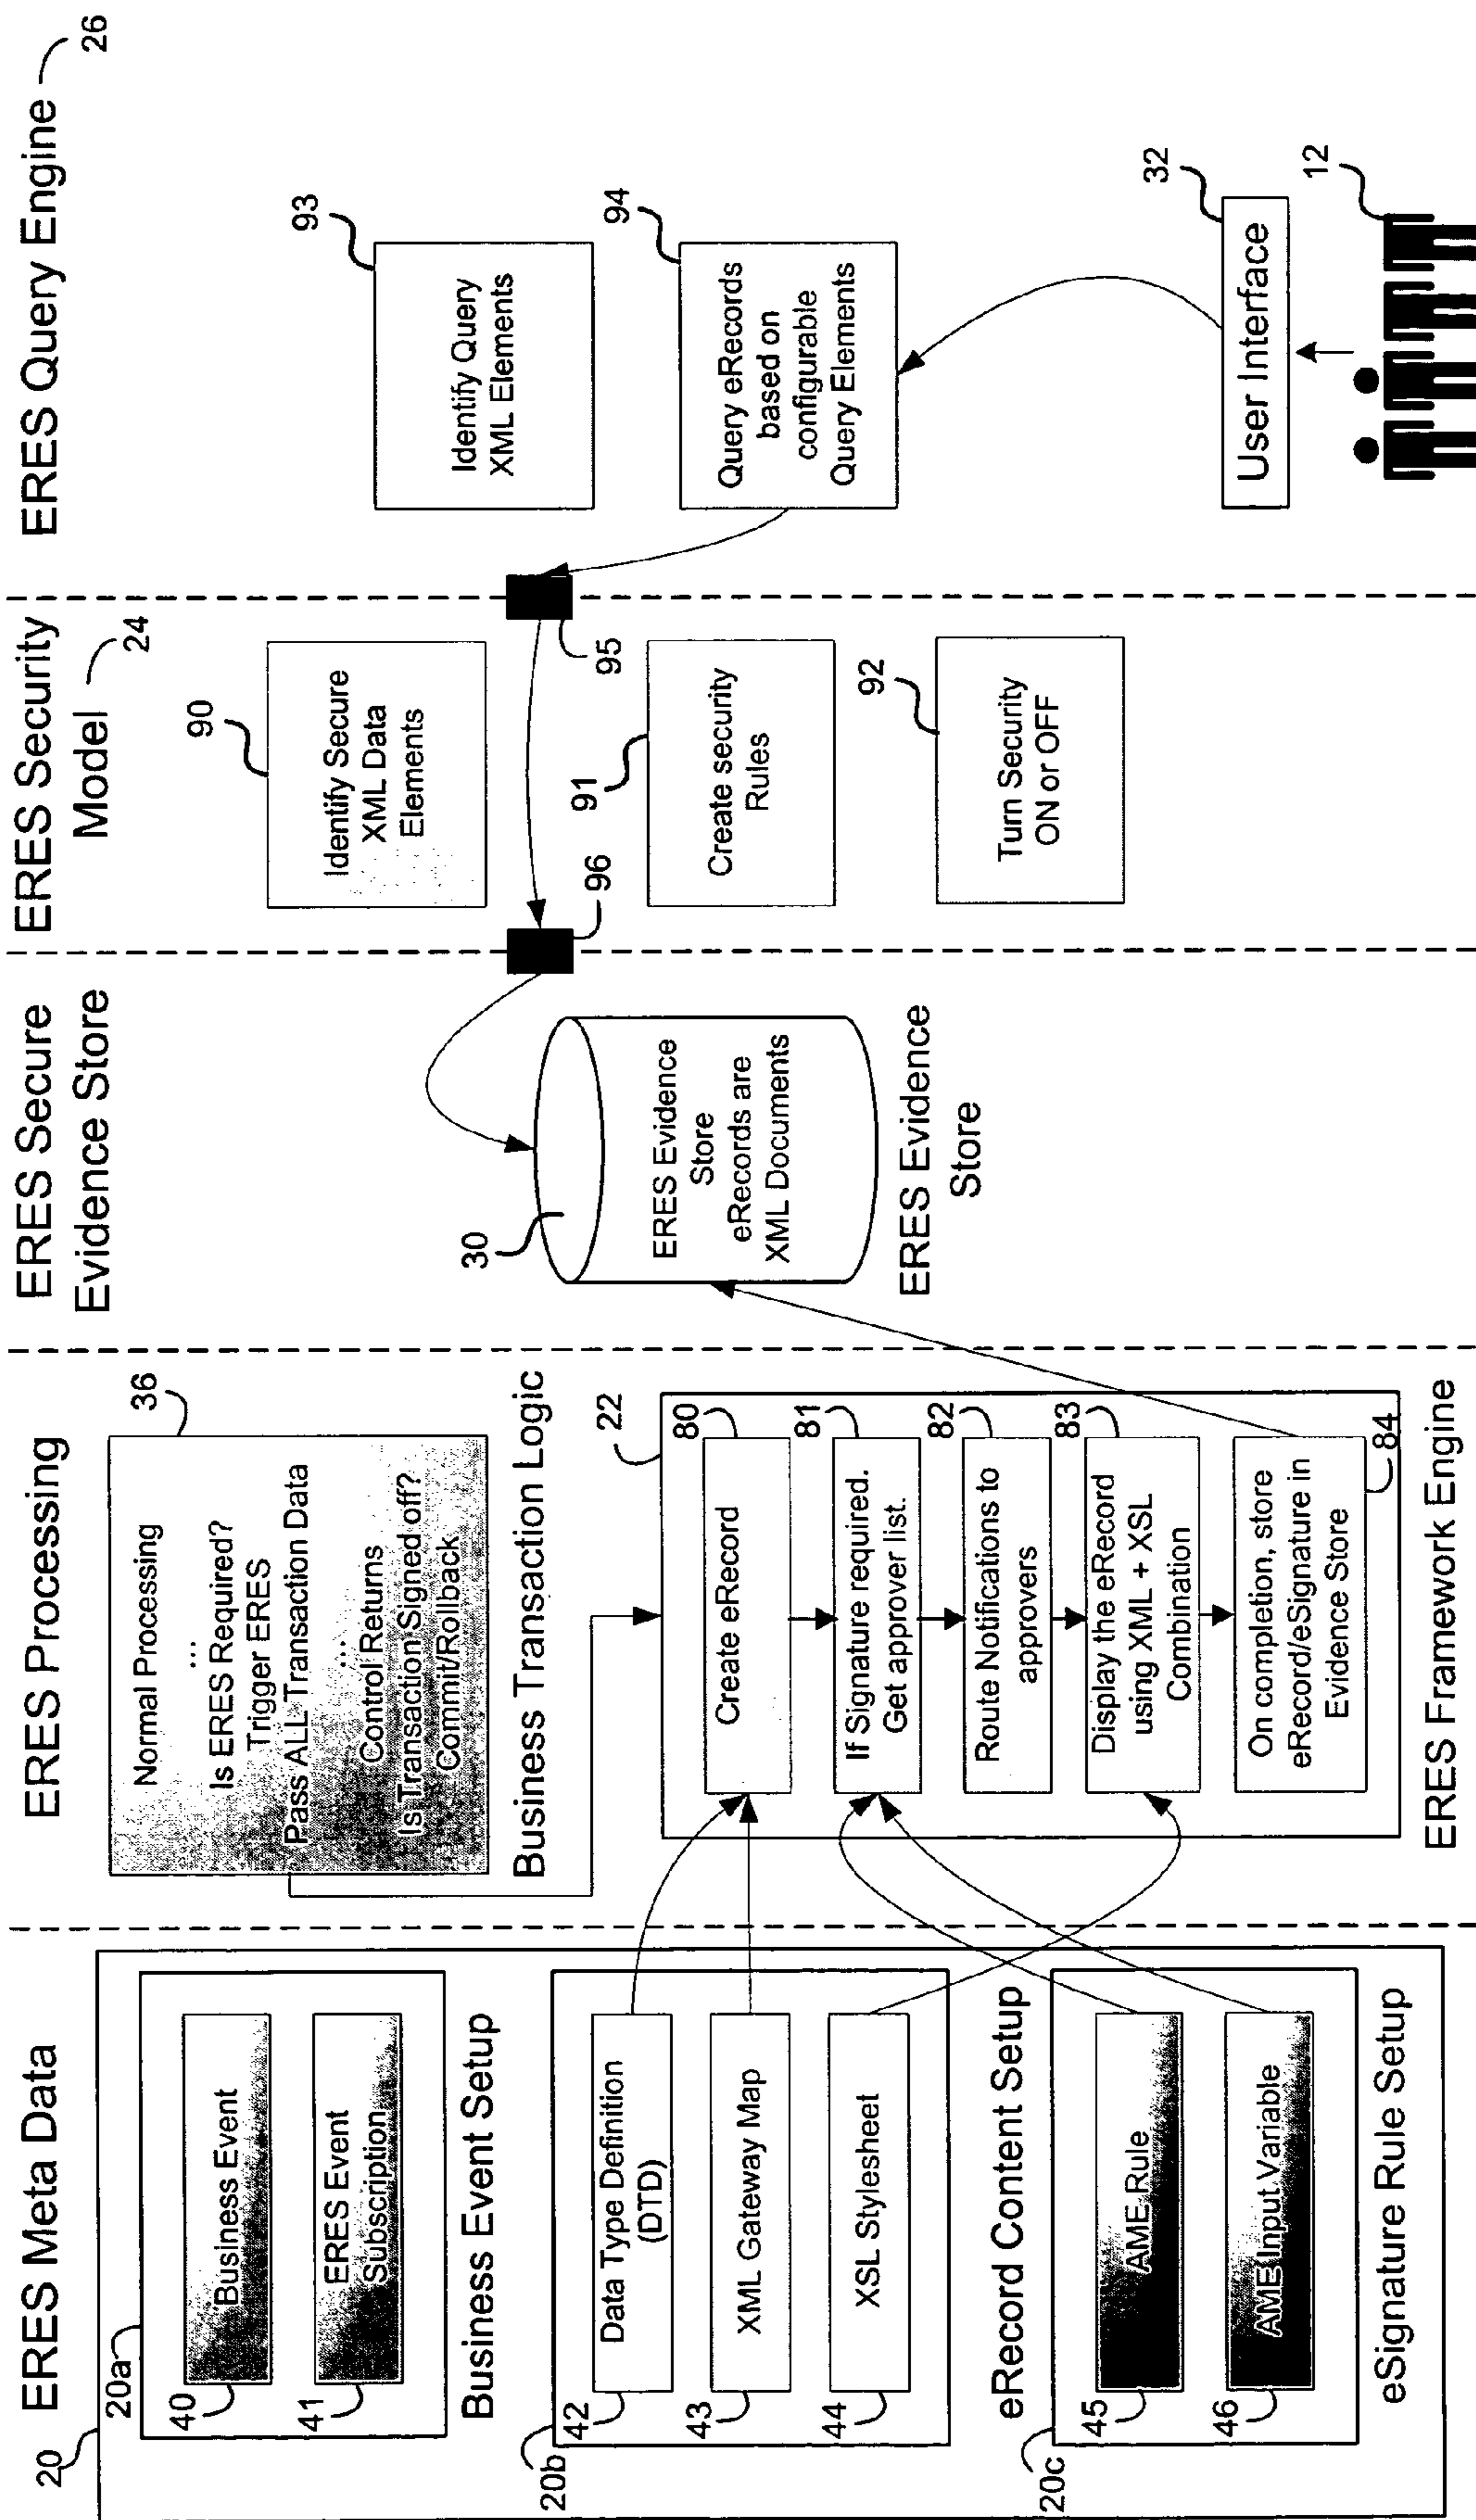 ERES Meta Data
20
20a
Business Event
40
ERES Event
Subscription
41
Business Event Setup
20b
Data Type Definition
(DTD)
42
XML Gateway Map
43
XSL Stylesheet
44
eRecord Content Setup
20c
AME Rule
45
AME Input Variable
46
eSignature Rule Setup
ERES Processing
36
Normal Processing
...
Is ERES Required?
Trigger ERES
Pass ALL Transaction Data
....
Control Returns
Is Transaction Signed off?
Commit/Rollback
Business Transaction Logic
22
Create eRecord
80
If Signature required.
Get approver list.
81
Route Notifications to
approvers
82
Display the eRecord
using XML + XSL
Combination
83
On completion, store
eRecord/eSignature in
Evidence Store
84
ERES Framework Engine
ERES Secure
Evidence Store
30
ERES Evidence
Store
eRecords are
XML Documents
ERES Evidence
Store
ERES Security
Model
24
90
Identify Secure
XML Data
Elements
96
95
91
Create security
Rules
92
Turn Security
ON or OFF
ERES Query Engine
26
93
Identify Query
XML Elements
94
Query eRecords
based on
configurable
Query Elements
32
User Interface
12